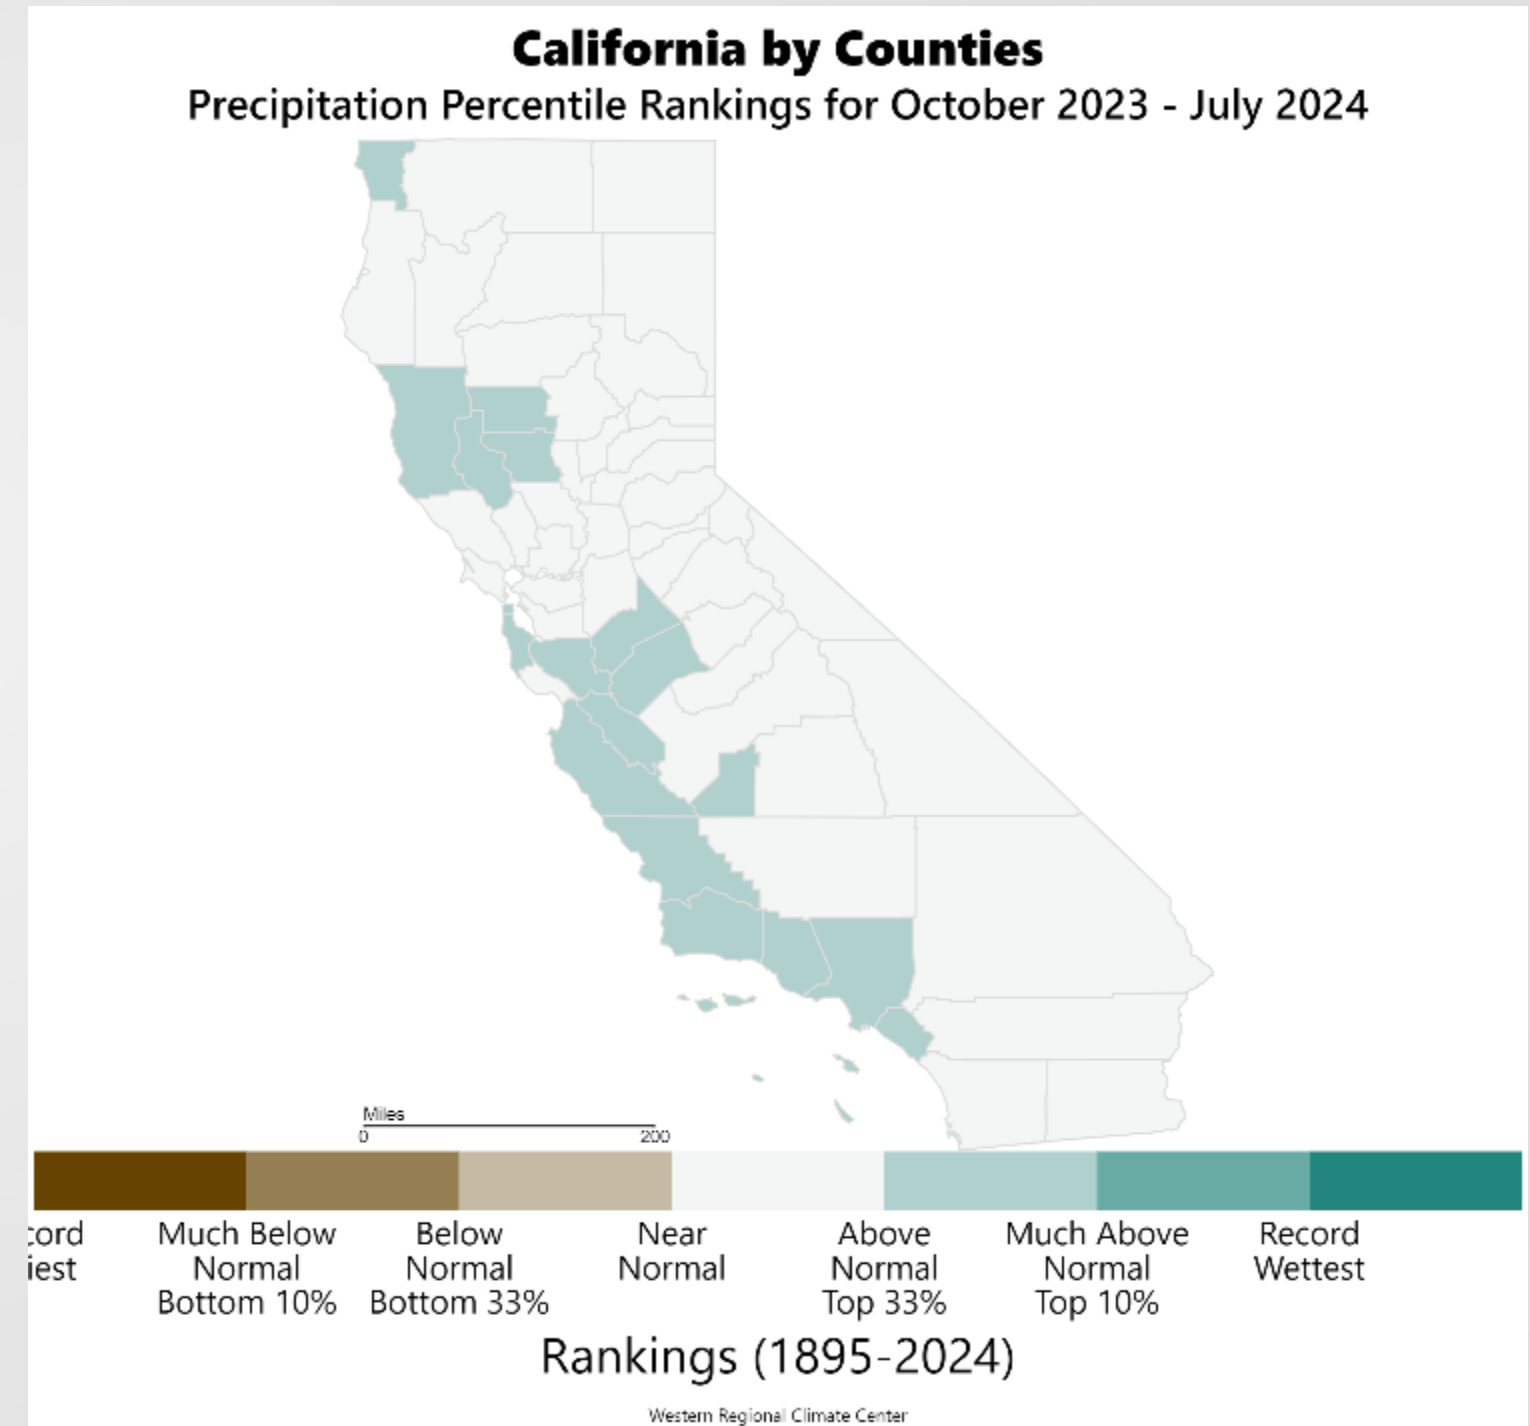 California by Counties
Precipitation Percentile Rankings for October 2023 - July 2024
Miles
0 200
cord
iest
Much Below
Normal
Bottom 10%
Below
Normal
Bottom 33%
Near
Normal
Above
Normal
Top 33%
Much Above
Normal
Top 10%
Record
Wettest
Rankings (1895-2024)
Western Regional Climate Center